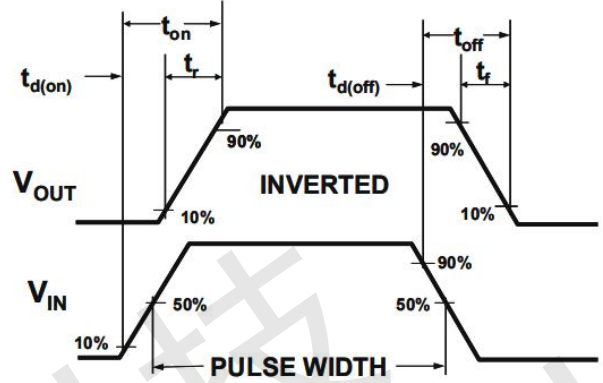 t_on
t_off
t_r
t_f
t_d(on)
t_d(off)
90%
90%
V_OUT
INVERTED
10%
10%
90%
V_IN
50%
50%
10%
PULSE WIDTH
技